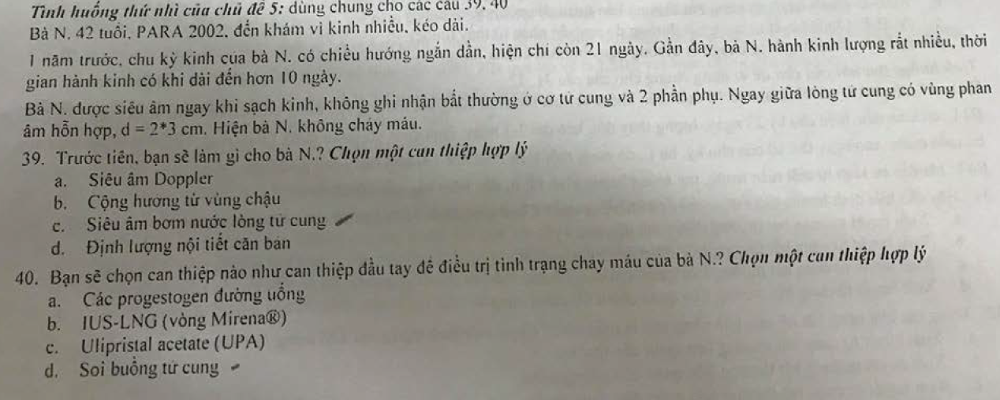 Tình huống thứ nhì của chủ đề 5: dùng chung cho các câu 39, 40
Bà N. 42 tuổi, PARA 2002, đến khám vì kinh nhiều, kéo dài.
1 năm trước, chu kỳ kinh của bà N. có chiều hướng ngắn dần, hiện chỉ còn 21 ngày. Gần đây, bà N. hành kinh lượng rất nhiều, thời
gian hành kinh có khi dài đến hơn 10 ngày.
Bà N. được siêu âm ngay khi sạch kinh, không ghi nhận bất thường ở cơ tử cung và 2 phần phụ. Ngay giữa lòng tử cung có vùng phản
âm hỗn hợp, d = 2*3 cm. Hiện bà N. không chảy máu.
39. Trước tiên, bạn sẽ làm gì cho bà N.? Chọn một can thiệp hợp lý
a. Siêu âm Doppler
b. Cộng hưởng từ vùng chậu
c. Siêu âm bơm nước lòng tử cung
d. Định lượng nội tiết căn bản
40. Bạn sẽ chọn can thiệp nào như can thiệp đầu tay để điều trị tình trạng chảy máu của bà N.? Chọn một can thiệp hợp lý
a. Các progestogen đường uống
b. IUS-LNG (vòng Mirena®)
c. Ulipristal acetate (UPA)
d. Soi buồng tử cung